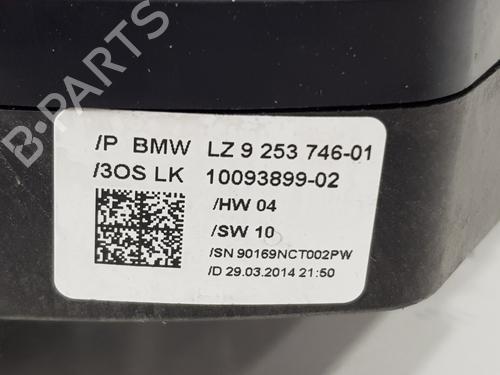 B-PARTS
/P BMW LZ 9 253 746-01
/3OS LK 10093899-02
/HW 04
/SW 10
/SN 90169NCT002PW
/D 29.03.2014 21:50